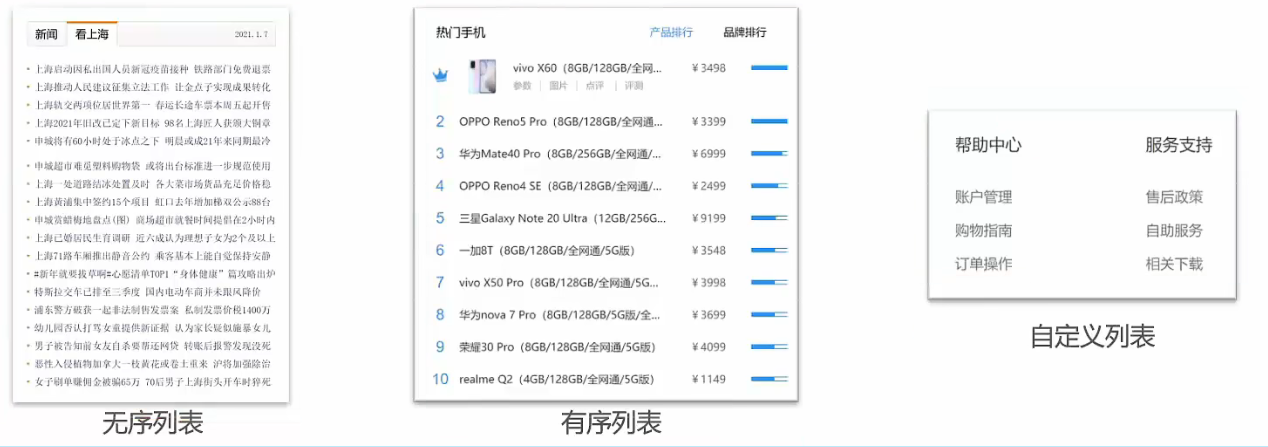 新闻 看上海 2021.1.7
上海启动因私出国人员新冠疫苗接种 铁路部门免费退票
上海推动人民建议征集立法工作 让金点子实现成果转化
上海轨交两项位居世界第一 春运长途车票本周五起开售
上海2021年旧改已定下新目标 98名上海匠人获颁大铜章
申城将有60小时处于冰点之下 明晨或成21年来同期最冷
申城超市难觅塑料购物袋 或将出台标准进一步规范使用
上海一处道路结冰处置及时 各大菜市场货品充足价格稳
上海黄浦集中签约15个项目 虹口去年增加梯双公示88台
申城赏蜡梅地盘点(图) 商场超市就餐时间提供在2小时内
上海已婚居民生育调研 近六成认为理想子女为2个及以上
上海71路车厢推出静音公约 乘客基本上能自觉保持安静
#新年就要拔草啊#心愿清单TOP1“身体健康”篇攻略出炉
特斯拉交车已排至三季度 国内电动车商并未跟风降价
浦东警方破获一起非法制售发票案 私制发票价税1400万
幼儿园否认打骂女童提供新证据 认为家长疑似施暴女儿
男子被告知前女友自杀要帮还网贷 转账后报警发现没死
恶性入侵植物加拿大一枝黄花或卷土重来 沪将加强除治
女子刷单赚佣金被骗65万 70后男子上海街头开车时猝死
无序列表
热门手机 产品排行 品牌排行
vivo X60（8GB/128GB/全网... ￥3498
参数 | 图片 | 点评 | 评测
2 OPPO Reno5 Pro（8GB/128GB/全网通... ￥3399
3 华为Mate40 Pro（8GB/256GB/全网通/... ￥6999
4 OPPO Reno4 SE（8GB/128GB/全网通/... ￥2499
5 三星Galaxy Note 20 Ultra（12GB/256G... ￥9199
6 一加8T（8GB/128GB/全网通/5G版） ￥3548
7 vivo X50 Pro（8GB/128GB/全网通/5G... ￥3998
8 华为nova 7 Pro（8GB/128GB/5G版/全... ￥3699
9 荣耀30 Pro（8GB/128GB/全网通/5G版） ￥4099
10 realme Q2（4GB/128GB/全网通/5G版） ￥1149
有序列表
帮助中心 服务支持
账户管理 售后政策
购物指南 自助服务
订单操作 相关下载
自定义列表